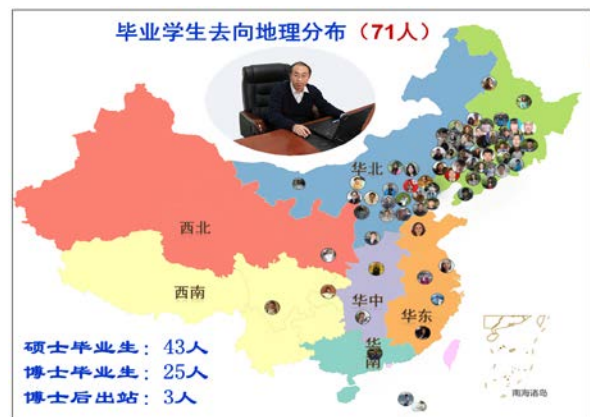 毕业学生去向地理分布（71人）
华北
西北
西南
华中
华东
华南
硕士毕业生：43人
博士毕业生：25人
博士后出站：3人
南海诸岛